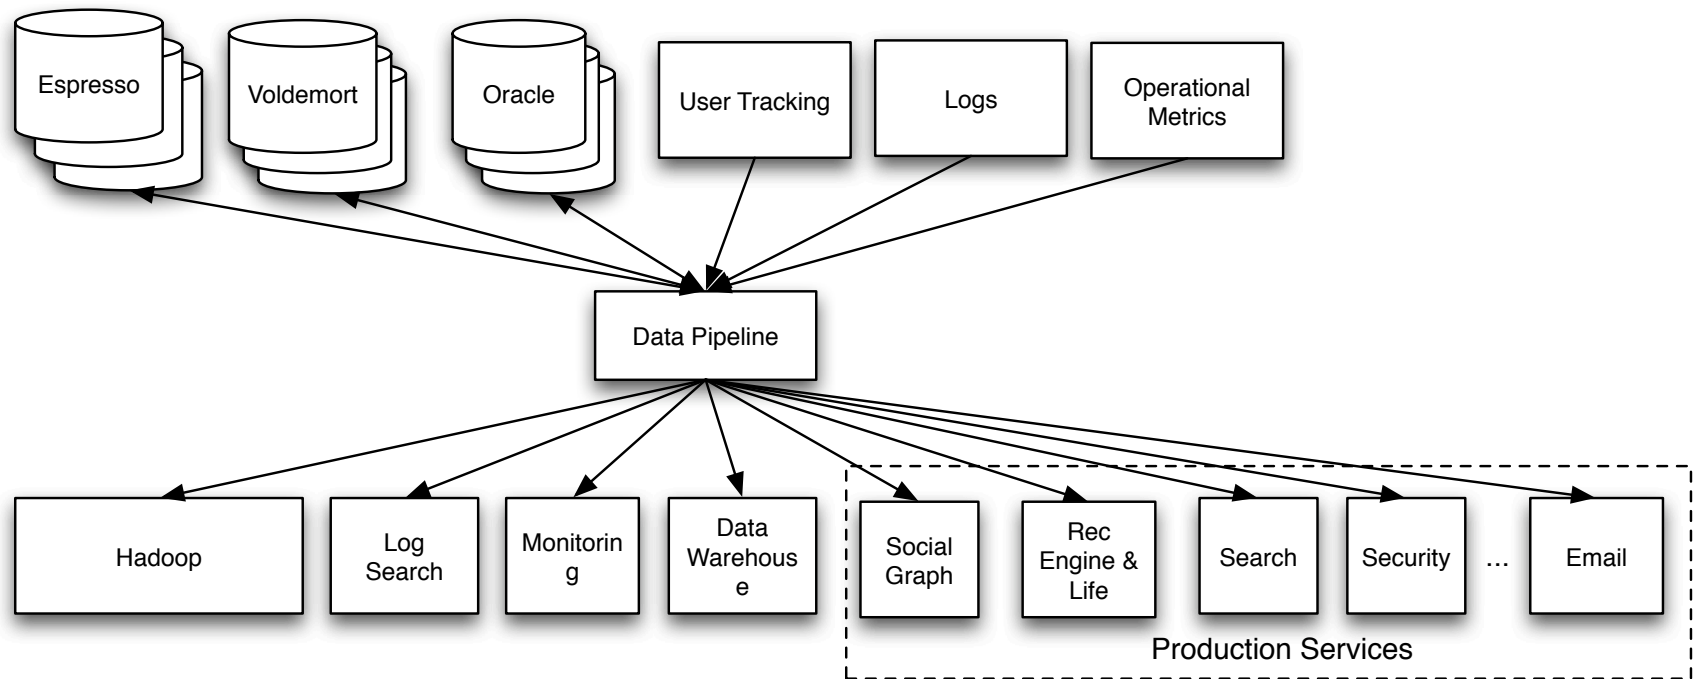 Espresso
Voldemort
Oracle
User Tracking
Logs
Operational
Metrics
Data Pipeline
Hadoop
Log
Search
Monitorin
g
Data
Warehous
e
Social
Graph
Rec
Engine &
Life
Search
Security
...
Email
Production Services